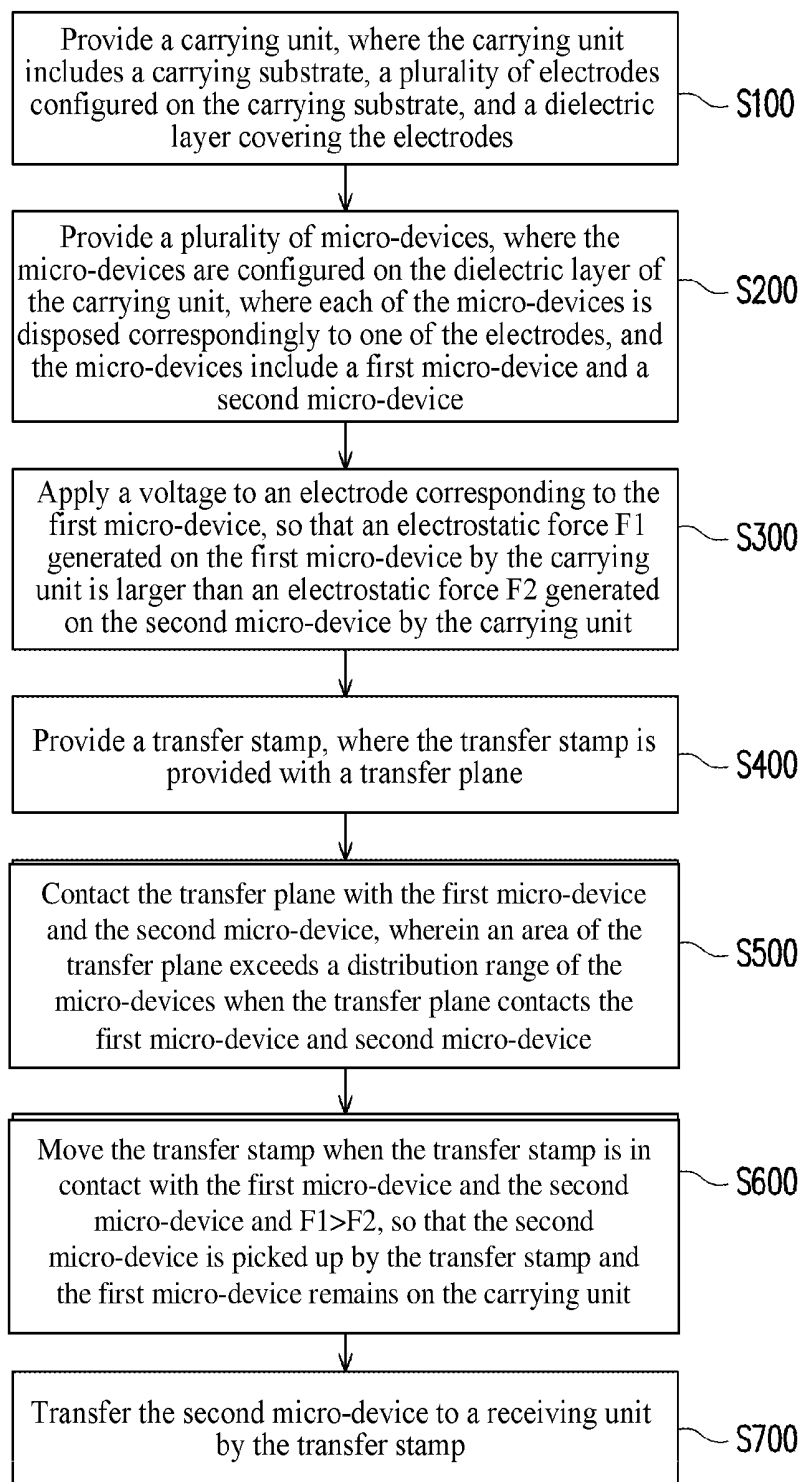 Provide a carrying unit, where the carrying unit
includes a carrying substrate, a plurality of electrodes
configured on the carrying substrate, and a dielectric
layer covering the electrodes
S100
Provide a plurality of micro-devices, where the
micro-devices are configured on the dielectric layer of
the carrying unit, where each of the micro-devices is
disposed correspondingly to one of the electrodes, and
the micro-devices include a first micro-device and a
second micro-device
S200
Apply a voltage to an electrode corresponding to the
first micro-device, so that an electrostatic force F1
generated on the first micro-device by the carrying
unit is larger than an electrostatic force F2 generated
on the second micro-device by the carrying unit
S300
Provide a transfer stamp, where the transfer stamp is
provided with a transfer plane
S400
Contact the transfer plane with the first micro-device
and the second micro-device, wherein an area of the
transfer plane exceeds a distribution range of the
micro-devices when the transfer plane contacts the
first micro-device and second micro-device
S500
Move the transfer stamp when the transfer stamp is in
contact with the first micro-device and the second
micro-device and F1>F2, so that the second
micro-device is picked up by the transfer stamp and
the first micro-device remains on the carrying unit
S600
Transfer the second micro-device to a receiving unit
by the transfer stamp
S700